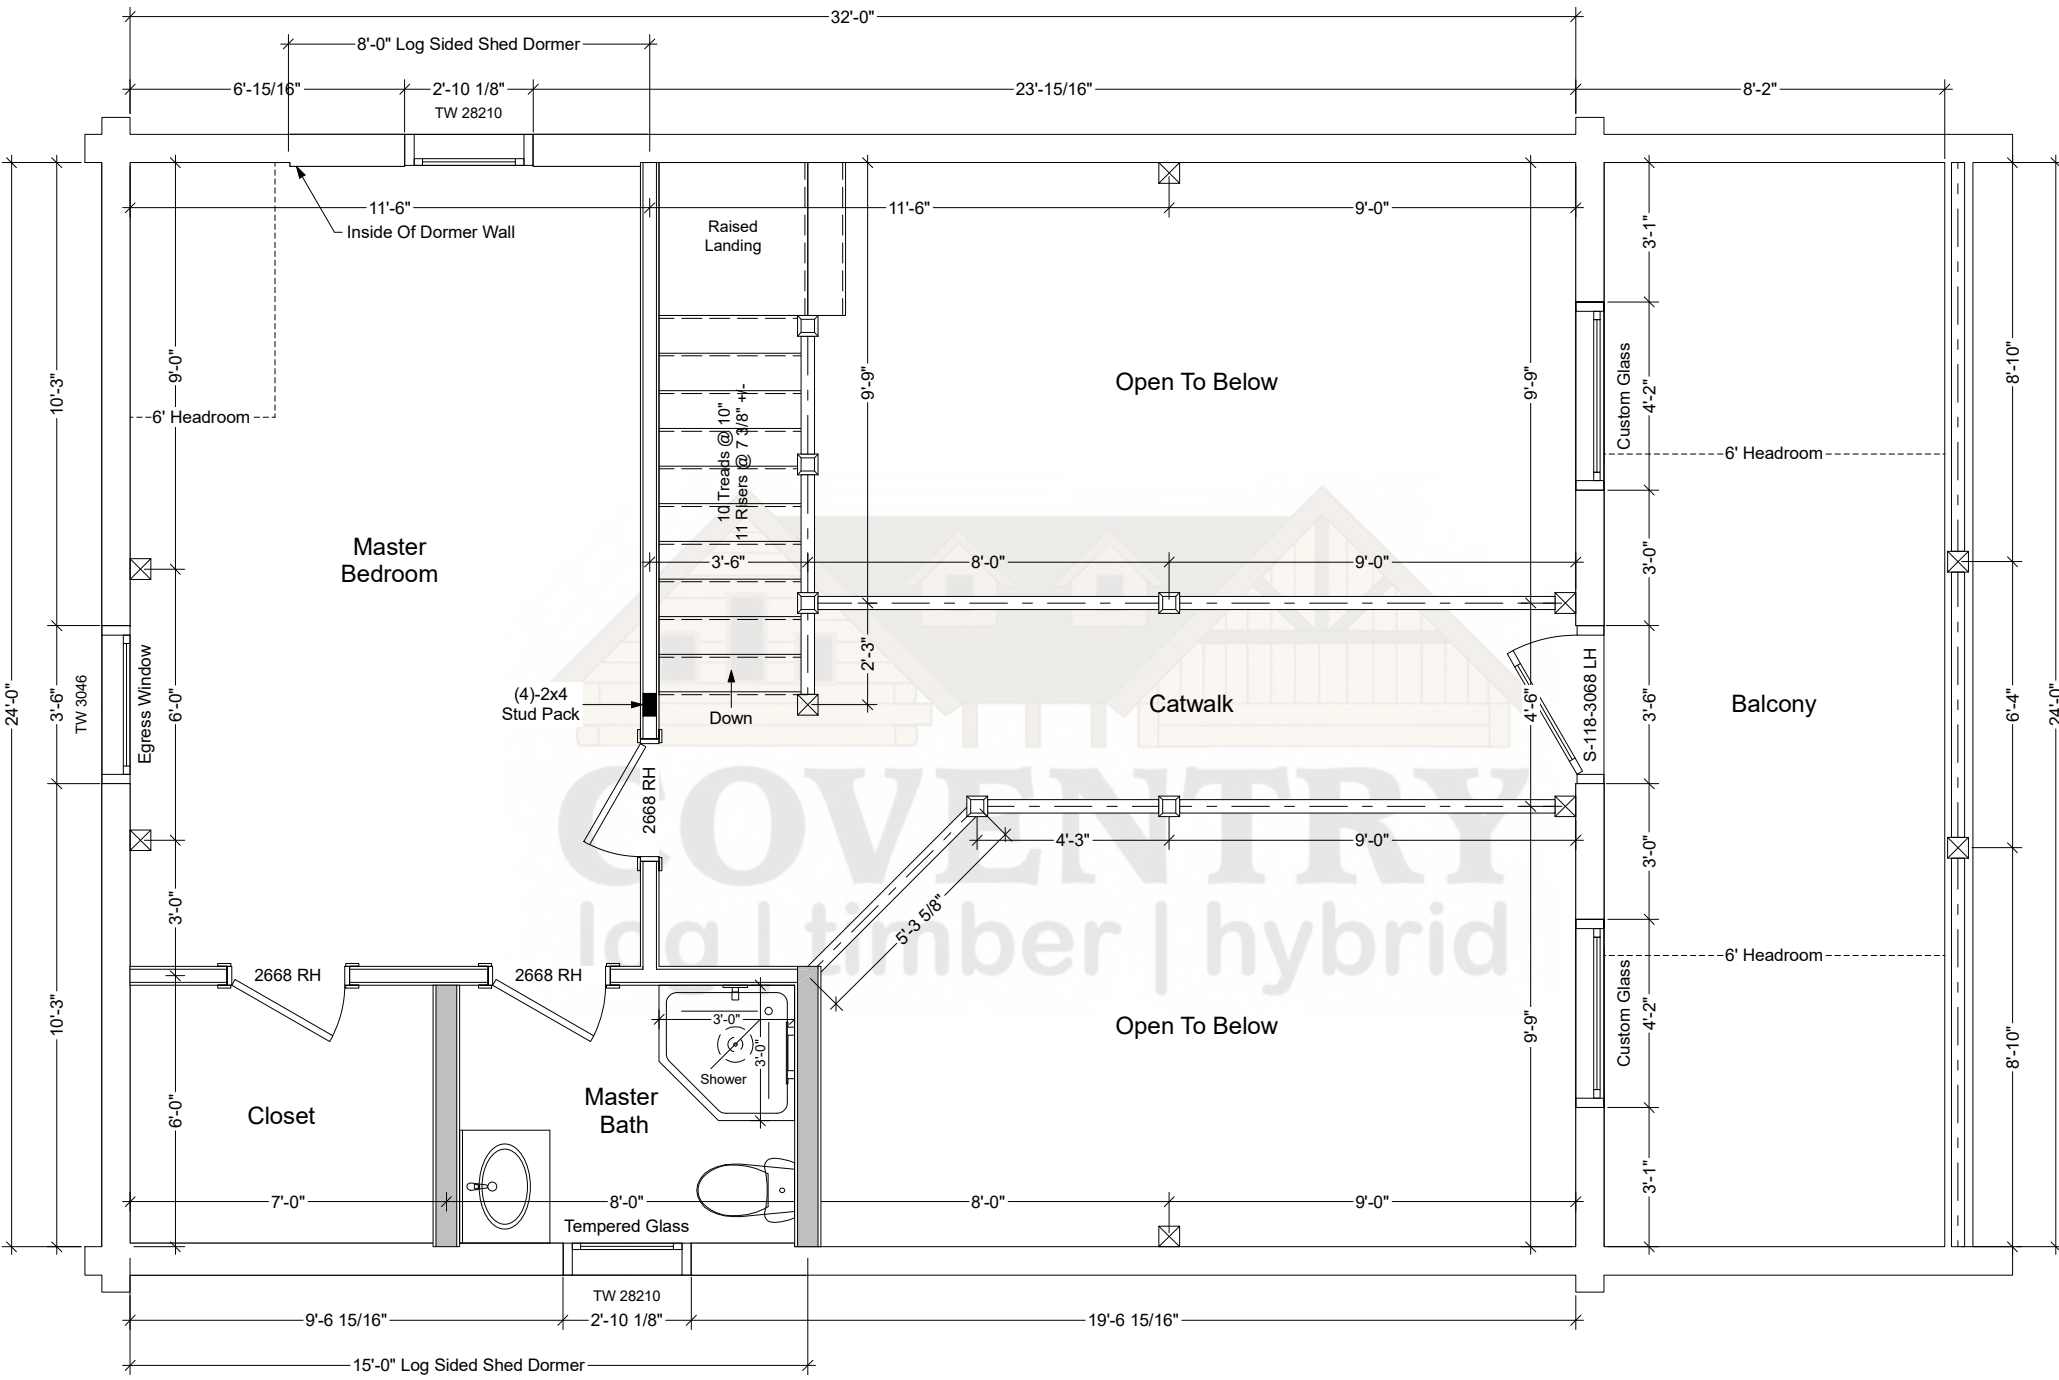 32'-0"
8'-0" Log Sided Shed Dormer
6'-15/16"
2'-10 1/8"
23'-15/16"
8'-2"
TW 28210
11'-6"
11'-6"
9'-0"
Inside Of Dormer Wall
Raised
Landing
3'-1"
9'-0"
10'-3"
6' Headroom
9'-9"
Open To Below
9'-9"
Custom Glass
4'-2"
8'-10"
6' Headroom
10 Treads @ 10"
11 Risers @ 7 3/8" +/-
Master
Bedroom
3'-6"
8'-0"
9'-0"
3'-0"
24'-0"
3'-6"
TW 3046
Egress Window
6'-0"
(4)-2x4
Stud Pack
Down
2'-3"
Catwalk
4'-6"
S-118-3068 LH
3'-6"
Balcony
6'-4"
24'-0"
2668 RH
COVENTRY
log | timber | hybrid
4'-3"
9'-0"
3'-0"
3'-0"
5'-3 5/8"
2668 RH
2668 RH
6' Headroom
10'-3"
3'-0"
3'-0"
Shower
Open To Below
9'-9"
Custom Glass
4'-2"
8'-10"
6'-0"
Closet
Master
Bath
3'-1"
7'-0"
8'-0"
8'-0"
9'-0"
Tempered Glass
TW 28210
9'-6 15/16"
2'-10 1/8"
19'-6 15/16"
15'-0" Log Sided Shed Dormer